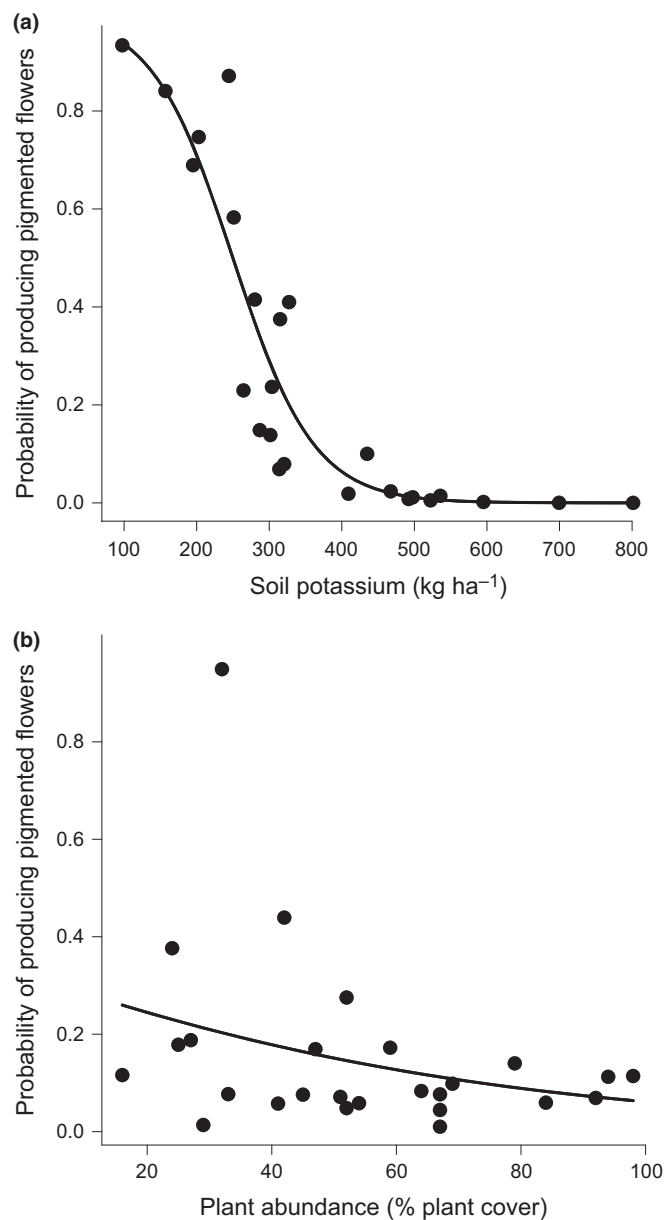 (a)
Probability of producing pigmented flowers
0.8
0.6
0.4
0.2
0.0
100 200 300 400 500 600 700 800
Soil potassium (kg ha⁻¹)
(b)
Probability of producing pigmented flowers
0.8
0.6
0.4
0.2
0.0
20 40 60 80 100
Plant abundance (% plant cover)